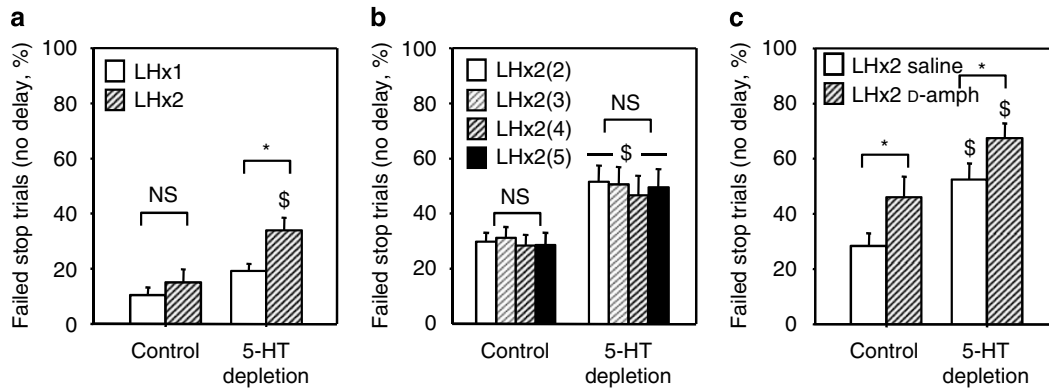 a
Failed stop trials (no delay, %)
100
80
60
40
20
0
LHx1
LHx2
NS
*
$
Control
5-HT
depletion
b
Failed stop trials (no delay, %)
100
80
60
40
20
0
LHx2(2)
LHx2(3)
LHx2(4)
LHx2(5)
NS
NS
$
Control
5-HT
depletion
c
Failed stop trials (no delay, %)
100
80
60
40
20
0
LHx2 saline
LHx2 D-amph
*
*
$
$
Control
5-HT
depletion